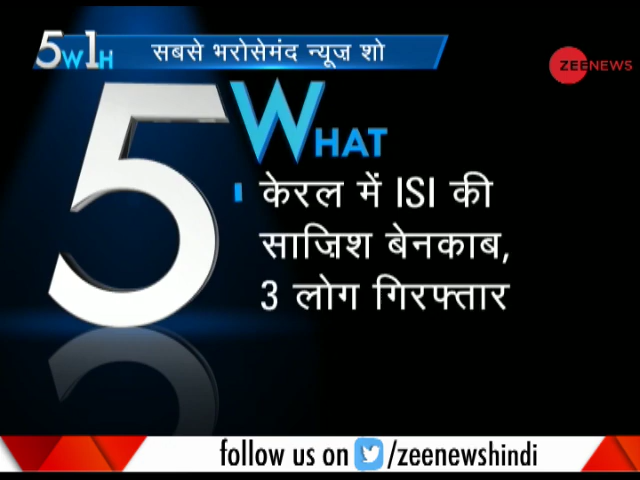 5W1H
सबसे भरोसेमंद न्यूज़ शो
ZEENEWS
5
WHAT
केरल में ISI की
साज़िश बेनकाब,
3 लोग गिरफ्तार
follow us on /zeenewshindi